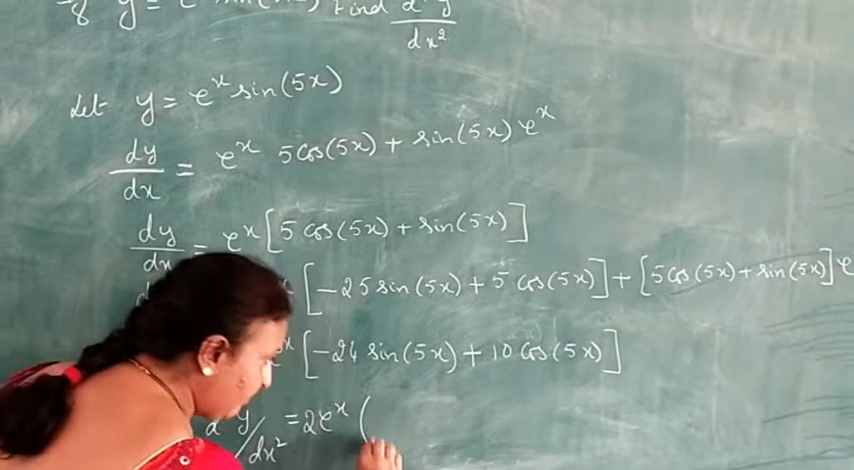 y = e sin( ) Find d²y/dx²
Let y = e^x sin(5x)
dy/dx = e^x 5cos(5x) + sin(5x) e^x
dy/dx = e^x [5 cos(5x) + sin(5x)]
[-25 sin(5x) + 5 cos(5x)] + [5cos(5x) + sin(5x)] e
[-24 sin(5x) + 10 cos(5x)]
d y/dx² = 2e^x (